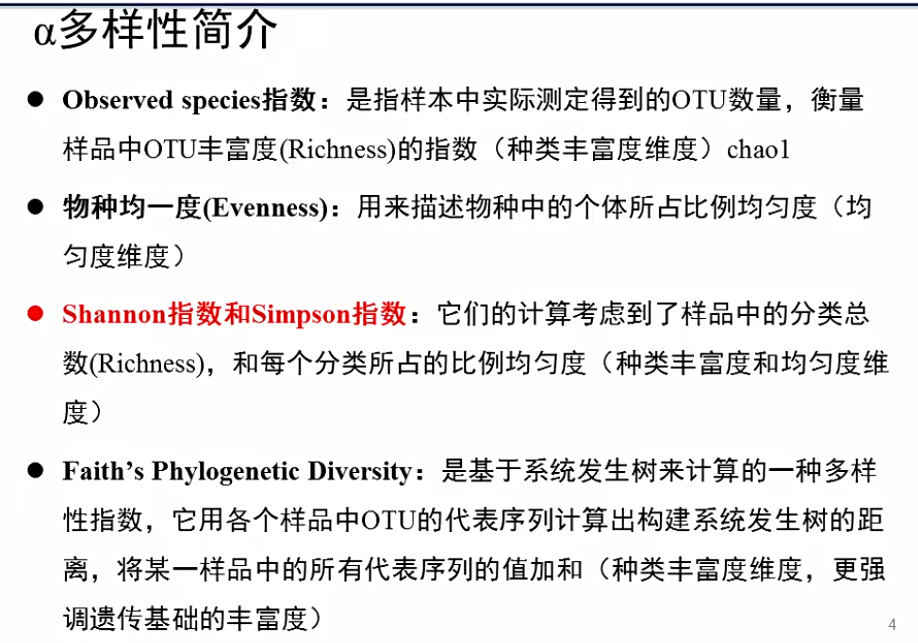 α多样性简介
● Observed species指数：是指样本中实际测定得到的OTU数量，衡量
样品中OTU丰富度(Richness)的指数（种类丰富度维度）chao1
● 物种均一度(Evenness)：用来描述物种中的个体所占比例均匀度（均
匀度维度）
● Shannon指数和Simpson指数：它们的计算考虑到了样品中的分类总
数(Richness)，和每个分类所占的比例均匀度（种类丰富度和均匀度维
度）
● Faith’s Phylogenetic Diversity：是基于系统发生树来计算的一种多样
性指数，它用各个样品中OTU的代表序列计算出构建系统发生树的距
离，将某一样品中的所有代表序列的值加和（种类丰富度维度，更强
调遗传基础的丰富度）
4